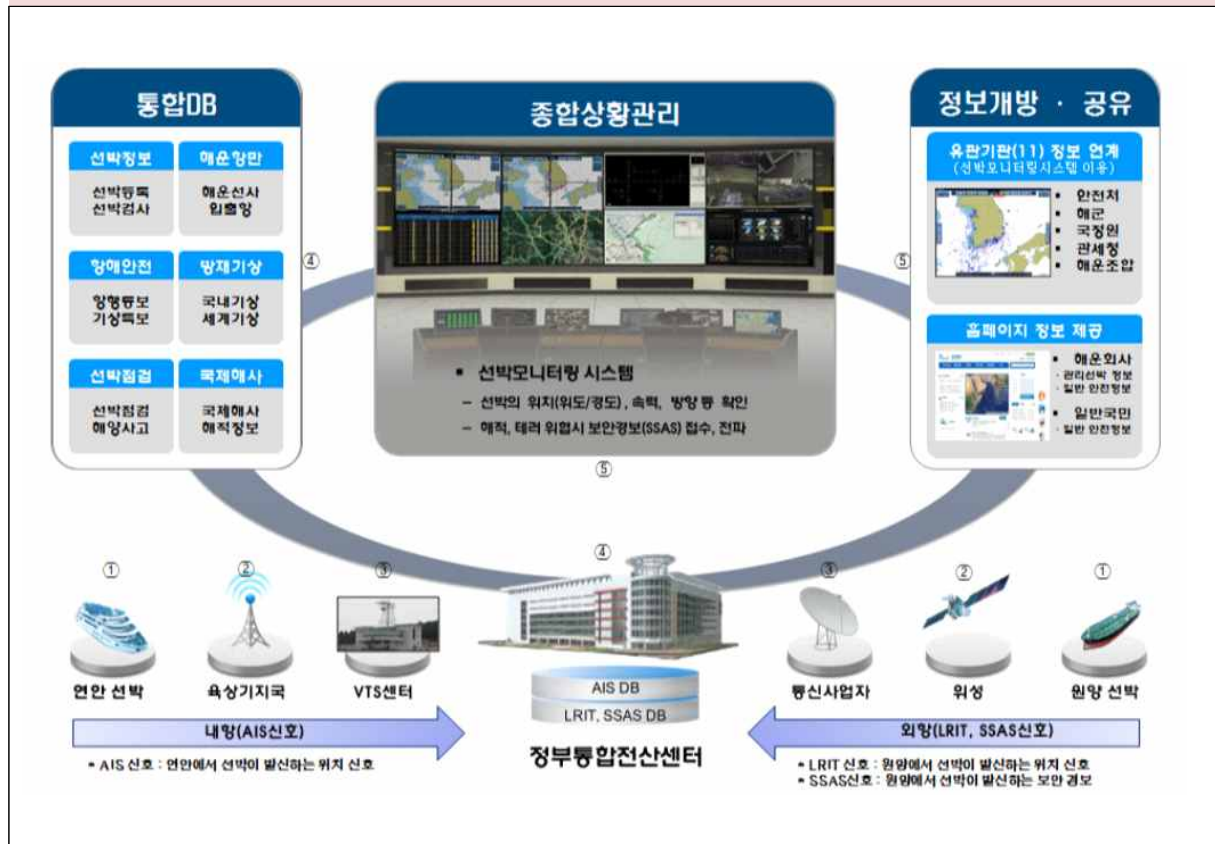 통합DB
선박정보
선박등록
선박검사
해운항만
해운선사
입출항
항해안전
항행통보
기상특보
방재기상
국내기상
세계기상
선박점검
선박점검
해양사고
국제해사
국제해사
해적정보
④
종합상황관리
▪ 선박모니터링 시스템
– 선박의 위치(위도/경도), 속력, 방향 등 확인
– 해적, 테러 위협시 보안경보(SSAS) 접수, 전파
⑤
⑤
정보개방 · 공유
유관기관(11) 정보 연계
(선박모니터링시스템 이용)
▪ 안전처
▪ 해군
▪ 국정원
▪ 관세청
▪ 해운조합
홈페이지 정보 제공
▪ 해운회사
· 관리선박 정보
· 일반 안전정보
▪ 일반국민
· 일반 안전정보
①
연안 선박
②
육상기지국
③
VTS센터
④
AIS DB
LRIT, SSAS DB
정부통합전산센터
③
통신사업자
②
위성
①
원양 선박
내항(AIS신호)
* AIS 신호 : 연안에서 선박이 발신하는 위치 신호
외항(LRIT, SSAS신호)
* LRIT 신호 : 원양에서 선박이 발신하는 위치 신호
* SSAS신호 : 원양에서 선박이 발신하는 보안 경보